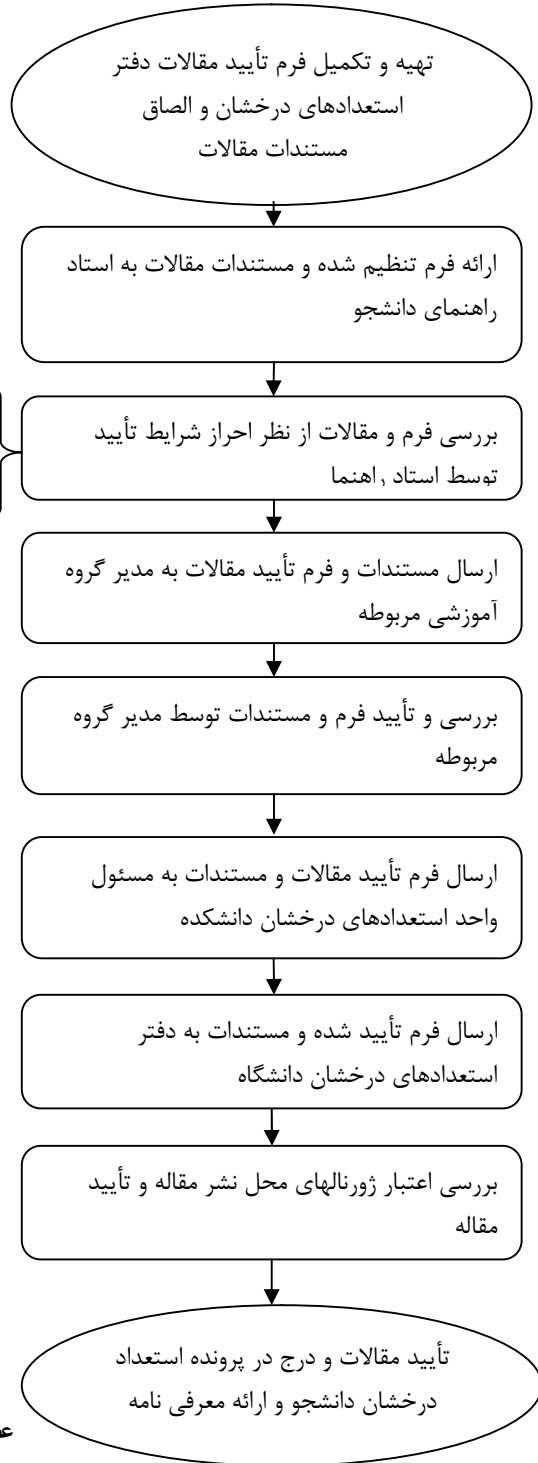 تهیه و تکمیل فرم تأیید مقالات دفتر
استعدادهای درخشان و الصاق
مستندات مقالات
ارائه فرم تنظیم شده و مستندات مقالات به استاد
راهنمای دانشجو
بررسی فرم و مقالات از نظر احراز شرایط تأیید
توسط استاد راهنما
ارسال مستندات و فرم تأیید مقالات به مدیر گروه
آموزشی مربوطه
بررسی و تأیید فرم و مستندات توسط مدیر گروه
مربوطه
ارسال فرم تأیید مقالات و مستندات به مسئول
واحد استعدادهای درخشان دانشکده
ارسال فرم تأیید شده و مستندات به دفتر
استعدادهای درخشان دانشگاه
بررسی اعتبار ژورنالهای محل نشر مقاله و تأیید
مقاله
تأیید مقالات و درج در پرونده استعداد
درخشان دانشجو و ارائه معرفی نامه